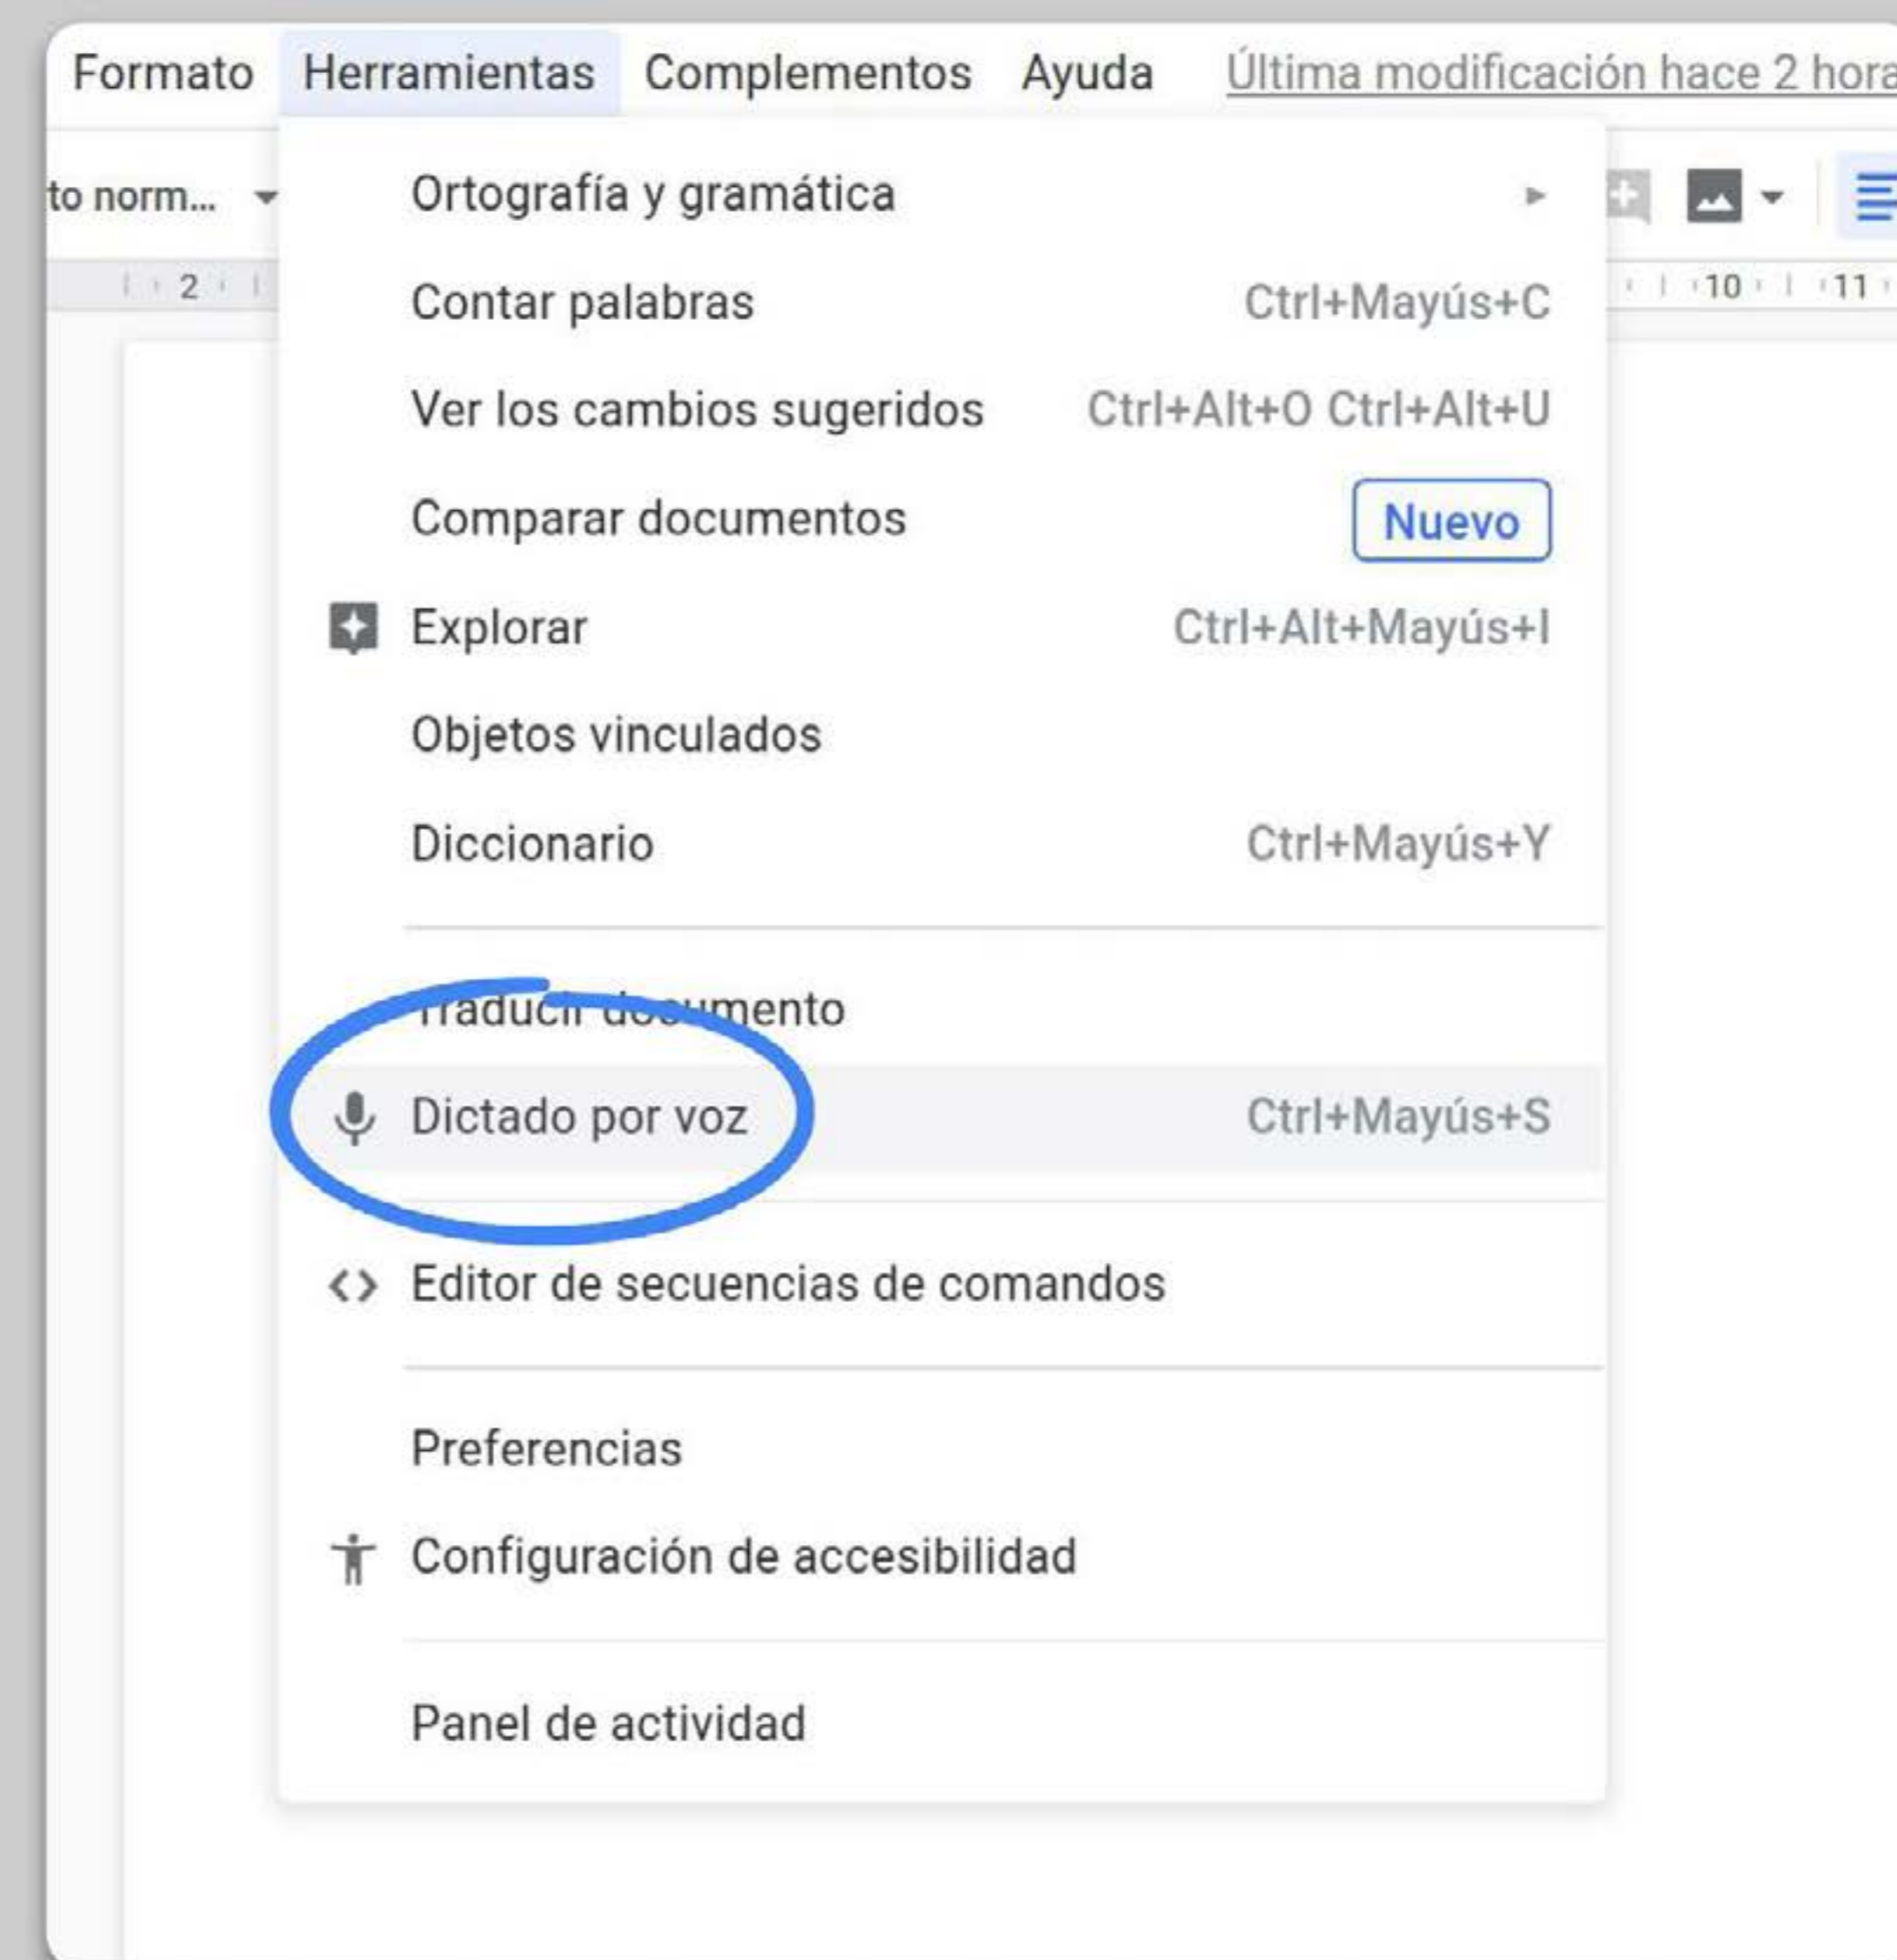 Formato Herramientas Complementos Ayuda Última modificación hace 2 hora
to norm...
2 10 11
Ortografía y gramática
Contar palabras Ctrl+Mayús+C
Ver los cambios sugeridos Ctrl+Alt+O Ctrl+Alt+U
Comparar documentos Nuevo
Explorar Ctrl+Alt+Mayús+I
Objetos vinculados
Diccionario Ctrl+Mayús+Y
Traducir documento
Dictado por voz Ctrl+Mayús+S
Editor de secuencias de comandos
Preferencias
Configuración de accesibilidad
Panel de actividad